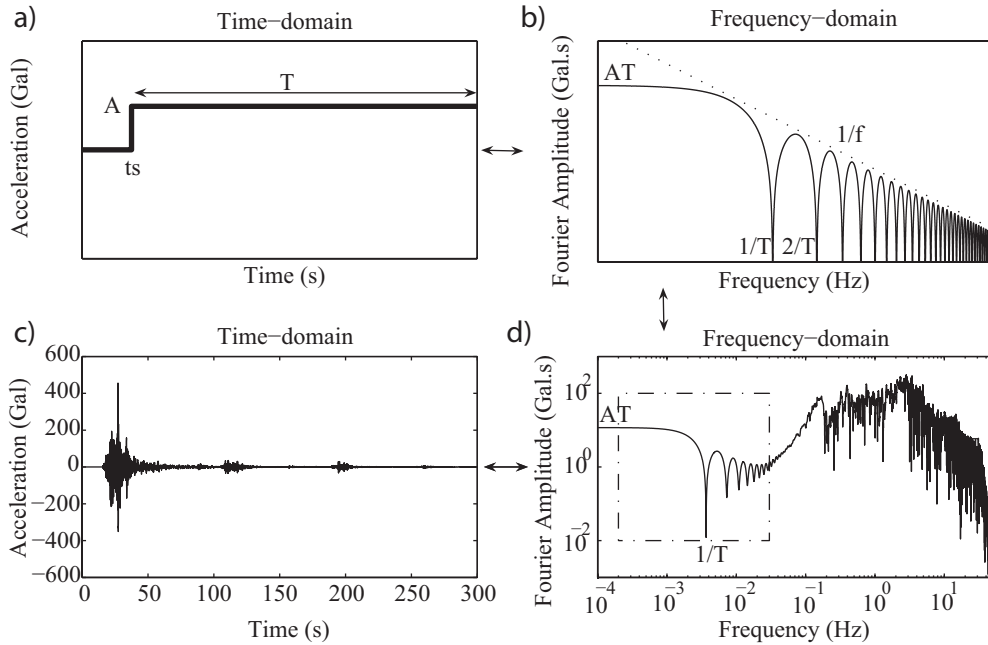 a)
Time−domain
Acceleration (Gal)
A
T
ts
Time (s)
b)
Frequency−domain
Fourier Amplitude (Gal.s)
AT
1/f
1/T
2/T
Frequency (Hz)
c)
Time−domain
Acceleration (Gal)
600
400
200
0
−200
−400
−600
0 50 100 150 200 250 300
Time (s)
d)
Frequency−domain
Fourier Amplitude (Gal.s)
10^2
10^0
10^−2
AT
1/T
10^−4 10^−3 10^−2 10^−1 10^0 10^1
Frequency (Hz)